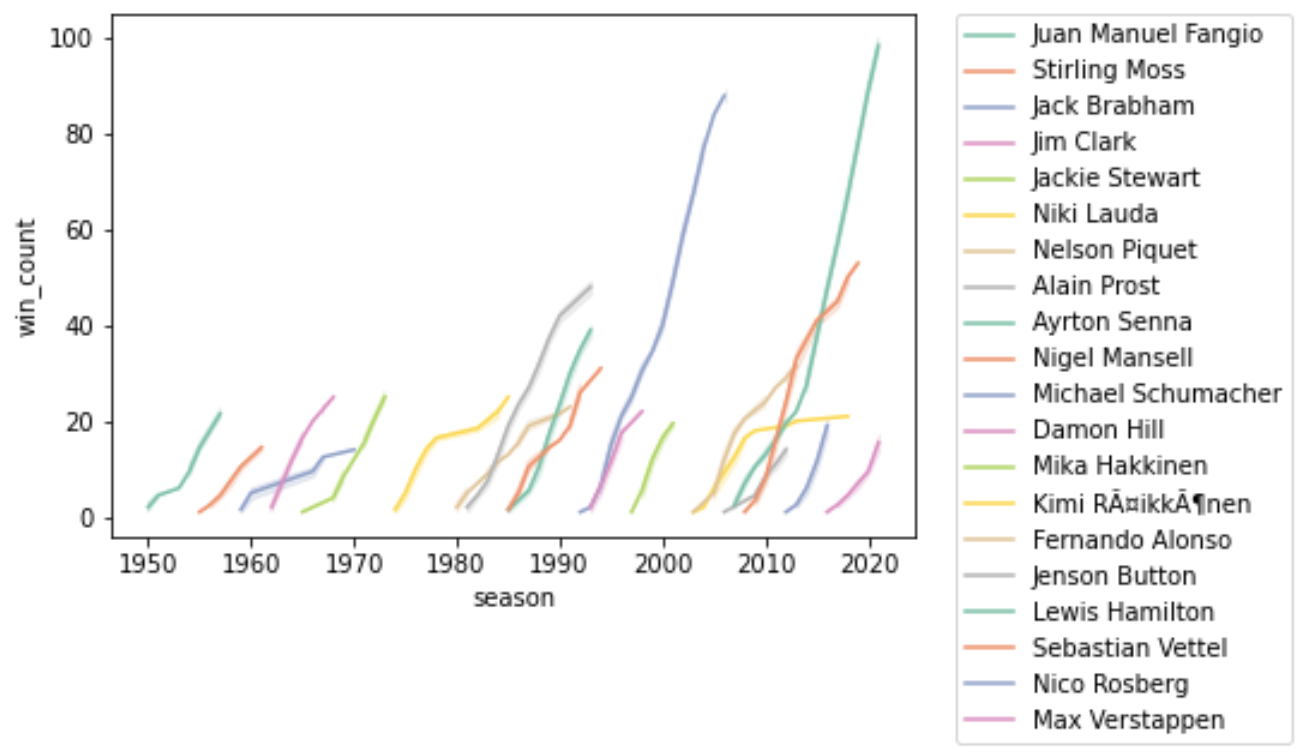 100
80
60
40
20
0
win_count
1950 1960 1970 1980 1990 2000 2010 2020
season
Juan Manuel Fangio
Stirling Moss
Jack Brabham
Jim Clark
Jackie Stewart
Niki Lauda
Nelson Piquet
Alain Prost
Ayrton Senna
Nigel Mansell
Michael Schumacher
Damon Hill
Mika Hakkinen
Kimi RÃ¤ikkÃ¶nen
Fernando Alonso
Jenson Button
Lewis Hamilton
Sebastian Vettel
Nico Rosberg
Max Verstappen